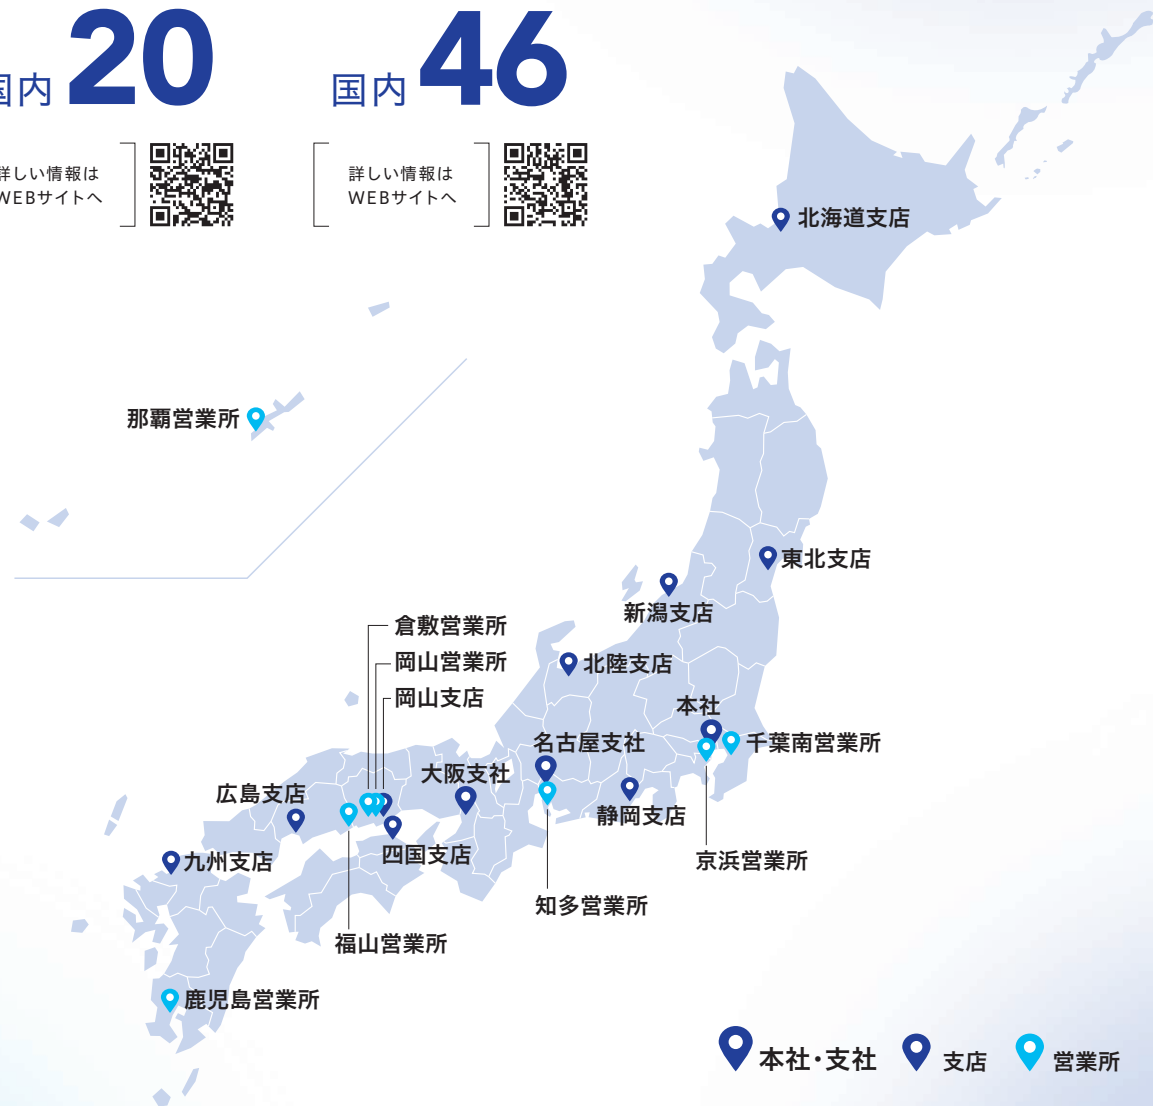 国内 20
国内 46
詳しい情報は
WEBサイトへ
詳しい情報は
WEBサイトへ
北海道支店
那覇営業所
東北支店
新潟支店
倉敷営業所
岡山営業所
北陸支店
岡山支店
本社
名古屋支社
千葉南営業所
大阪支社
広島支店
静岡支店
四国支店
九州支店
京浜営業所
知多営業所
福山営業所
鹿児島営業所
本社・支社
支店
営業所